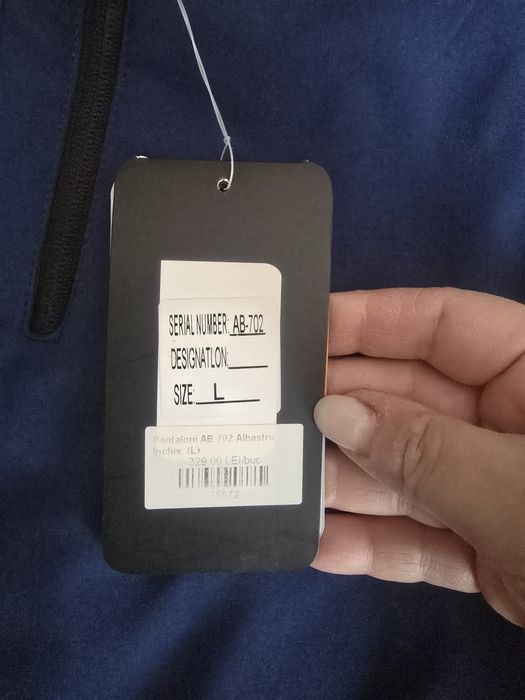 SERIAL NUMBER: AB-702
DESIGNATLON:
SIZE: L
Pantaloni AB 702 Albastru
Inchis (L)
329.00 LEI/buc
75872